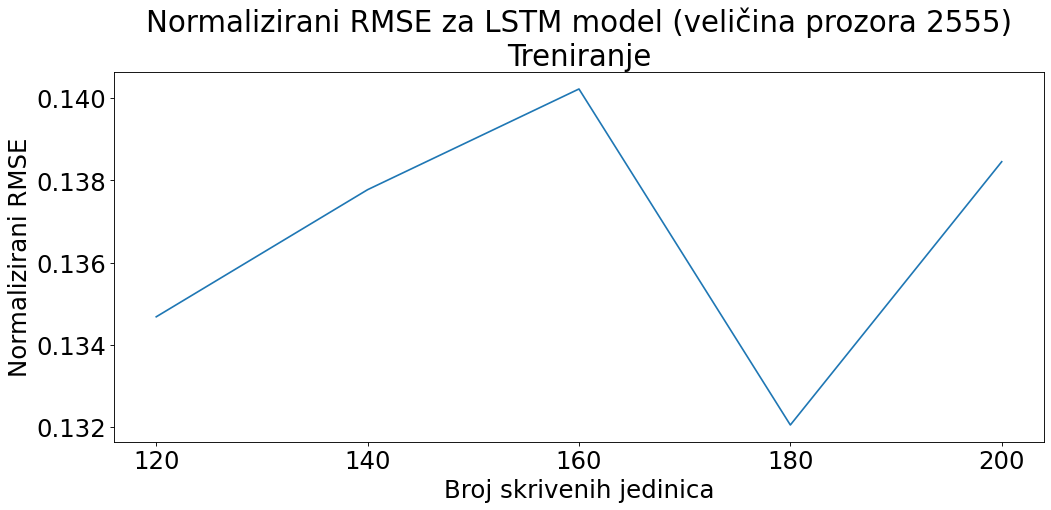 Normalizirani RMSE za LSTM model (veličina prozora 2555)
Treniranje
Normalizirani RMSE
0.140
0.138
0.136
0.134
0.132
120 140 160 180 200
Broj skrivenih jedinica